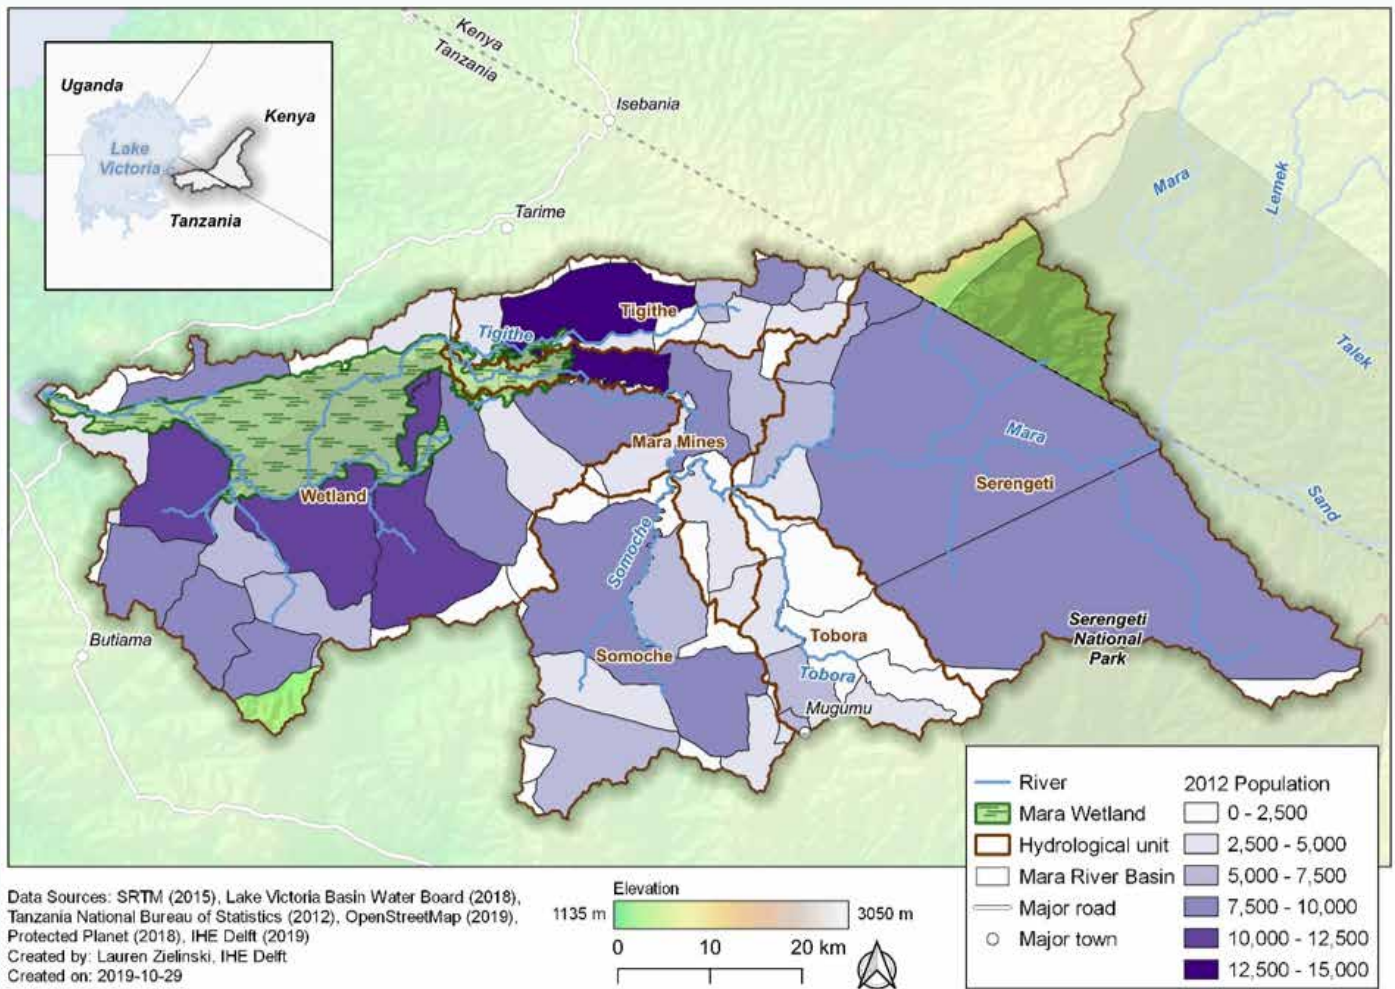 Kenya
Tanzania
Isebania
Uganda
Kenya
Lake
Victoria
Tanzania
Mara
Lemek
Tarime
Tigithe
Tigithe
Talek
Mara
Mara Mines
Serengeti
Wetland
Sand
Somoche
Butiama
Serengeti
National
Park
Tobora
Somoche
Tobora
Mugumu
River
Mara Wetland
Hydrological unit
Mara River Basin
Major road
Major town
2012 Population
0 - 2,500
2,500 - 5,000
5,000 - 7,500
7,500 - 10,000
10,000 - 12,500
12,500 - 15,000
Data Sources: SRTM (2015), Lake Victoria Basin Water Board (2018),
Tanzania National Bureau of Statistics (2012), OpenStreetMap (2019),
Protected Planet (2018), IHE Delft (2019)
Created by: Lauren Zielinski, IHE Delft
Created on: 2019-10-29
Elevation
1135 m
3050 m
0 10 20 km